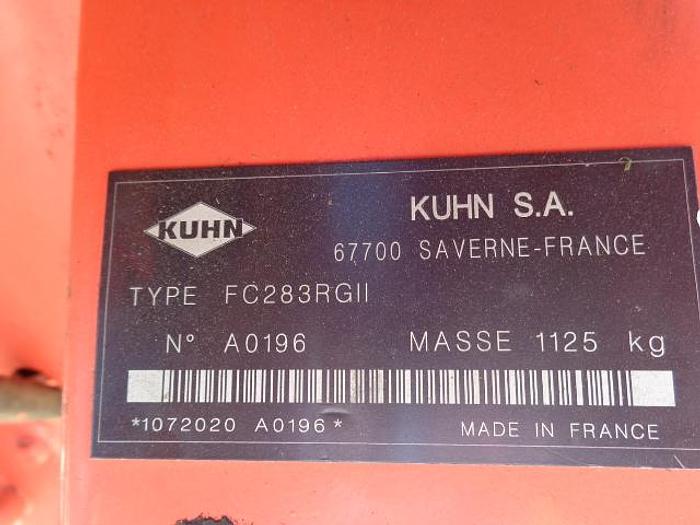 KUHN
KUHN S.A.
67700 SAVERNE-FRANCE
TYPE FC283RGII
N° A0196 MASSE 1125 kg
*1072020 A0196*
MADE IN FRANCE